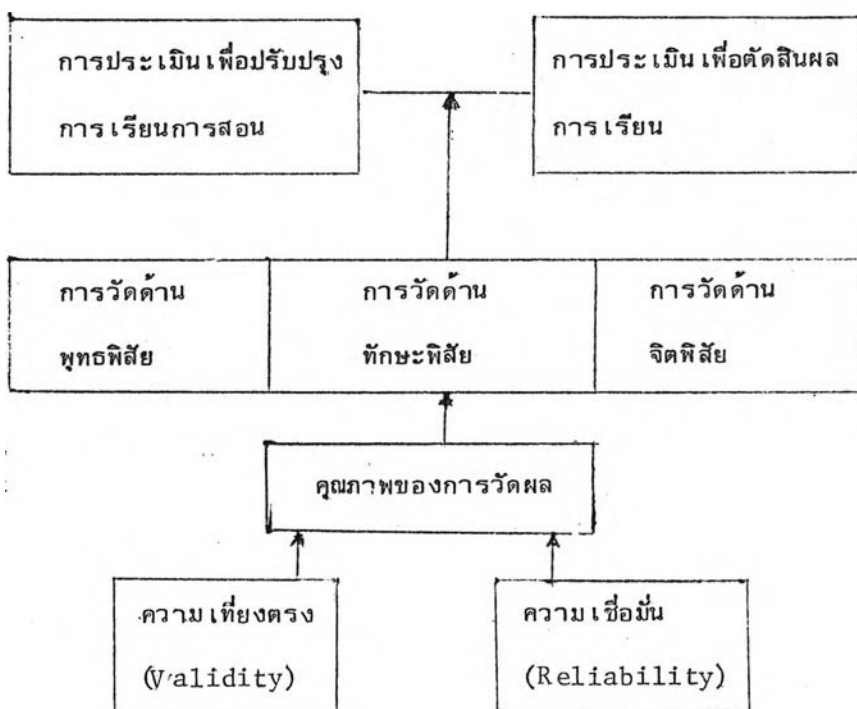 การประเมินเพื่อปรับปรุง
การเรียนการสอน
การประเมินเพื่อตัดสินผล
การเรียน
การวัดด้าน
พุทธพิสัย
การวัดด้าน
ทักษะพิสัย
การวัดด้าน
จิตพิสัย
คุณภาพของการวัดผล
ความเที่ยงตรง
(Validity)
ความเชื่อมั่น
(Reliability)